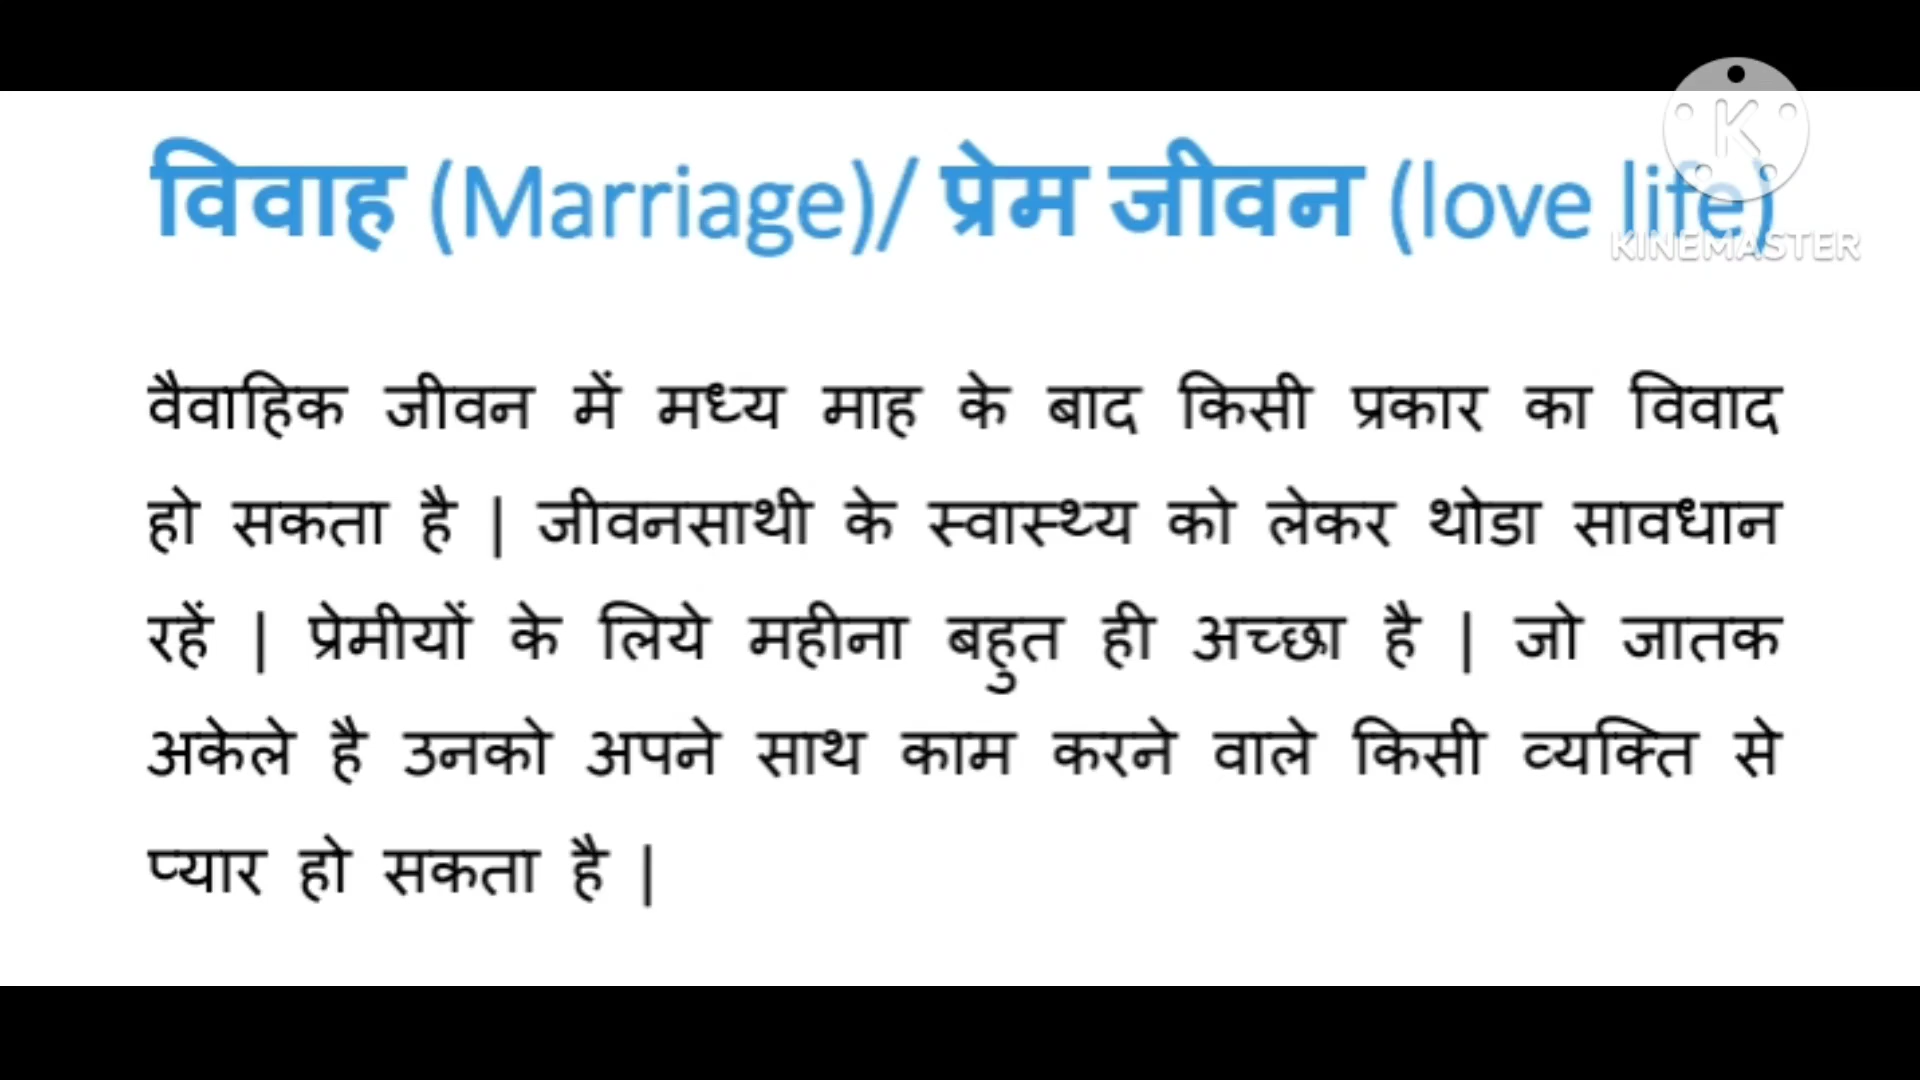 विवाह (Marriage)/ प्रेम जीवन (love life)
K
KINEMASTER
वैवाहिक जीवन में मध्य माह के बाद किसी प्रकार का विवाद
हो सकता है | जीवनसाथी के स्वास्थ्य को लेकर थोडा सावधान
रहें | प्रेमीयों के लिये महीना बहुत ही अच्छा है | जो जातक
अकेले है उनको अपने साथ काम करने वाले किसी व्यक्ति से
प्यार हो सकता है |